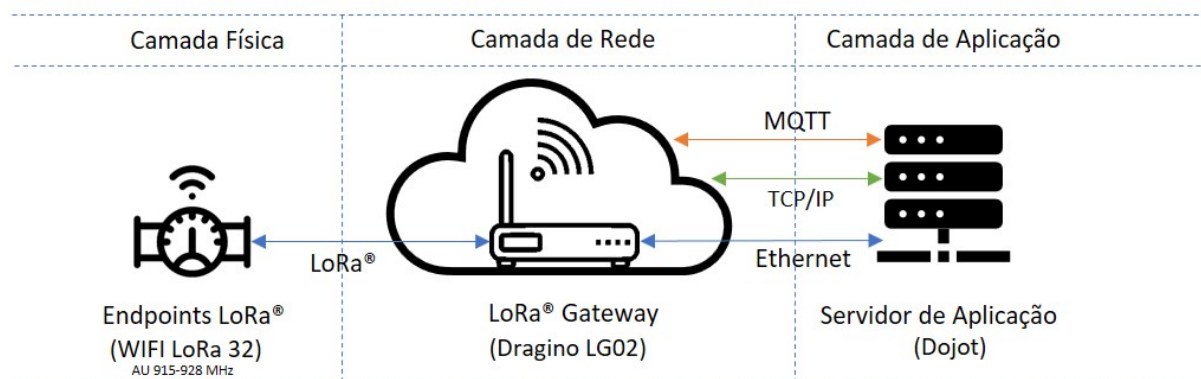 Camada Física
Camada de Rede
Camada de Aplicação
MQTT
TCP/IP
LoRa®
Ethernet
Endpoints LoRa®
(WIFI LoRa 32)
AU 915-928 MHz
LoRa® Gateway
(Dragino LG02)
Servidor de Aplicação
(Dojot)